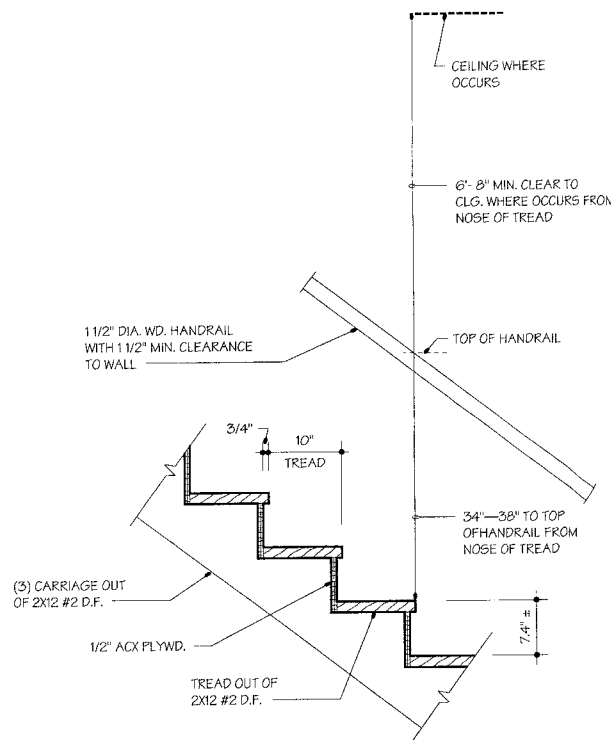 CEILING WHERE
OCCURS
6'- 8" MIN. CLEAR TO
CLG. WHERE OCCURS FROM
NOSE OF TREAD
1 1/2" DIA. WD. HANDRAIL
WITH 1 1/2" MIN. CLEARANCE
TO WALL
TOP OF HANDRAIL
3/4"
10"
TREAD
34"—38" TO TOP
OFHANDRAIL FROM
NOSE OF TREAD
(3) CARRIAGE OUT
OF 2X12 #2 D.F.
7.4" ±
1/2" ACX PLYWD.
TREAD OUT OF
2X12 #2 D.F.